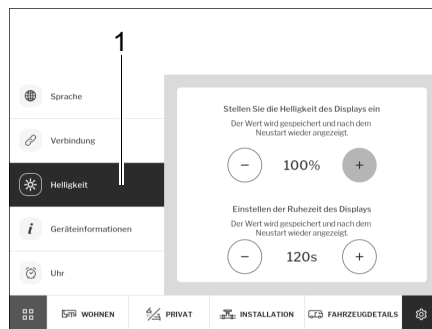 1
Sprache
Verbindung
Helligkeit
Geräteinformationen
Uhr
Stellen Sie die Helligkeit des Displays ein
Der Wert wird gespeichert und nach dem
Neustart wieder angezeigt.
− 100% +
Einstellen der Ruhezeit des Displays
Der Wert wird gespeichert und nach dem
Neustart wieder angezeigt.
− 120s +
WOHNEN PRIVAT INSTALLATION FAHRZEUGDETAILS